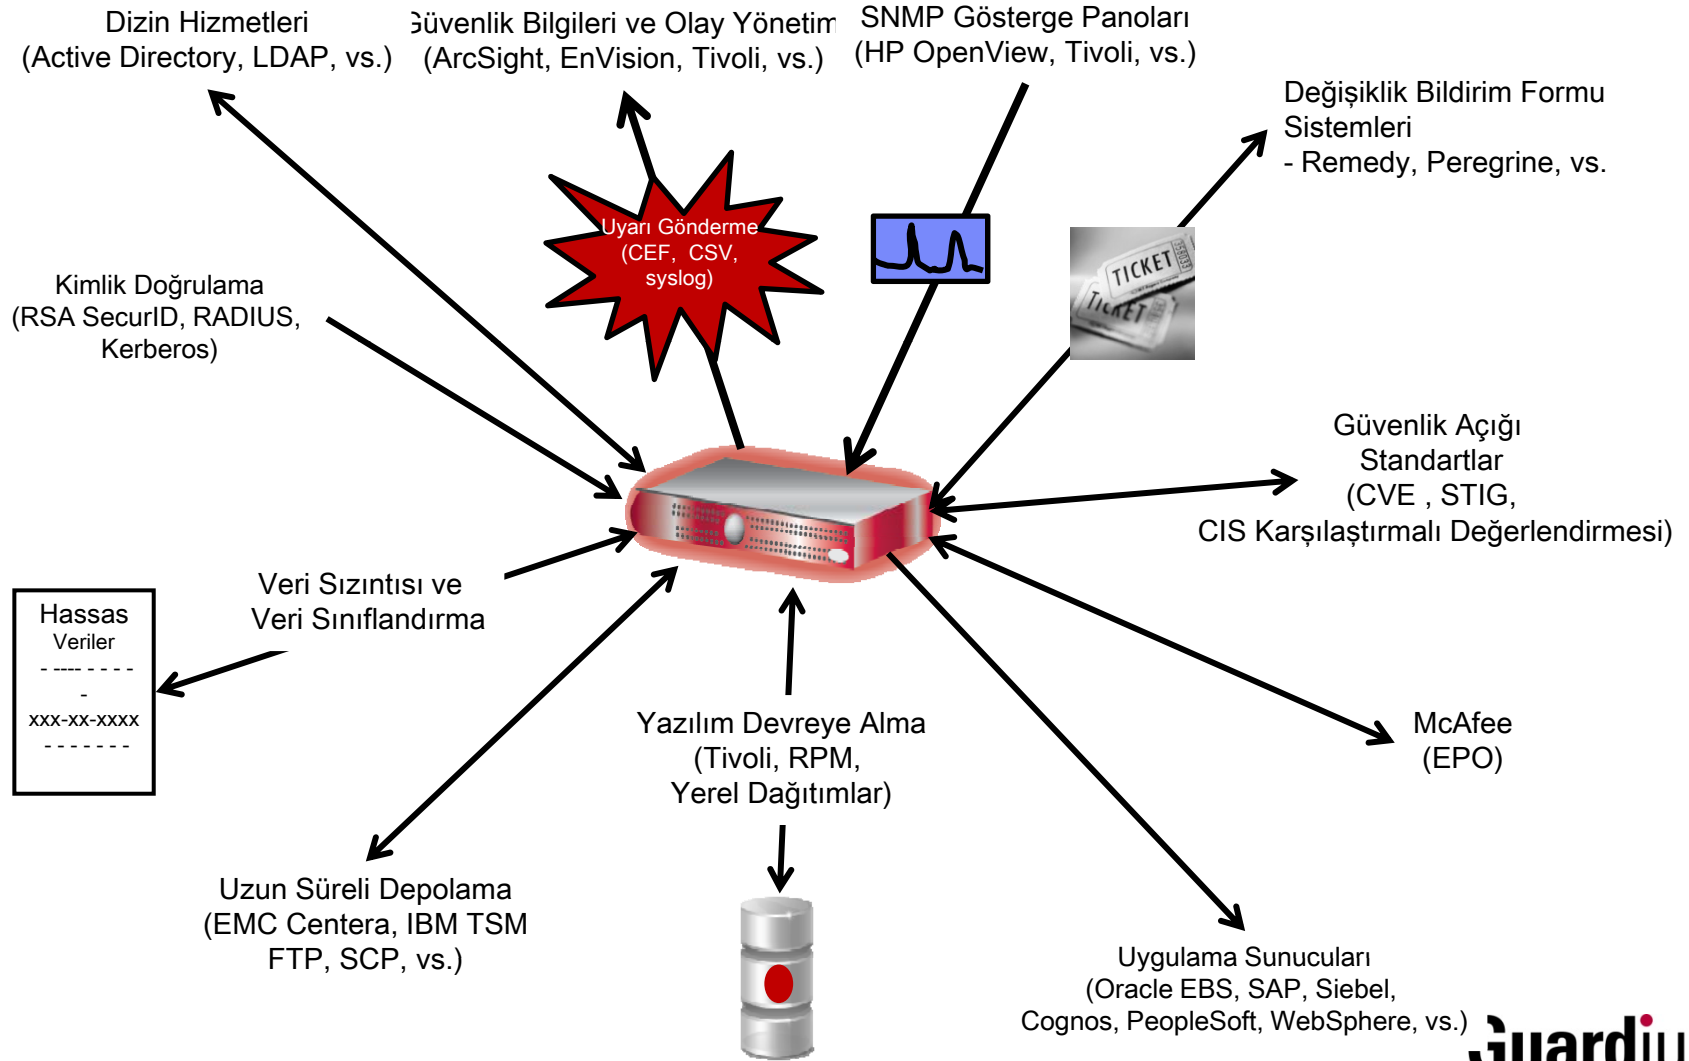 Dizin Hizmetleri
(Active Directory, LDAP, vs.)
Güvenlik Bilgileri ve Olay Yönetim
(ArcSight, EnVision, Tivoli, vs.)
SNMP Gösterge Panoları
(HP OpenView, Tivoli, vs.)
Değişiklik Bildirim Formu
Sistemleri
- Remedy, Peregrine, vs.
Uyarı Gönderme
(CEF, CSV,
syslog)
TICKET
TICKET
Kimlik Doğrulama
(RSA SecurID, RADIUS,
Kerberos)
Güvenlik Açığı
Standartlar
(CVE , STIG,
CIS Karşılaştırmalı Değerlendirmesi)
Veri Sızıntısı ve
Veri Sınıflandırma
Hassas
Veriler
- ---- - - - -
-
xxx-xx-xxxx
- - - - - - -
Yazılım Devreye Alma
(Tivoli, RPM,
Yerel Dağıtımlar)
McAfee
(EPO)
Uzun Süreli Depolama
(EMC Centera, IBM TSM
FTP, SCP, vs.)
Uygulama Sunucuları
(Oracle EBS, SAP, Siebel,
Cognos, PeopleSoft, WebSphere, vs.)
Guardiu